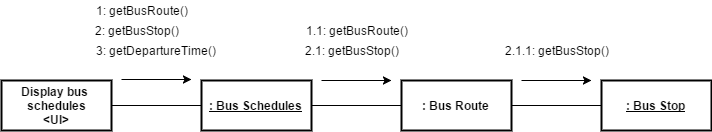 1: getBusRoute()
2: getBusStop()
3: getDepartureTime()
1.1: getBusRoute()
2.1: getBusStop()
2.1.1: getBusStop()
Display bus
schedules
<UI>
: Bus Schedules
: Bus Route
: Bus Stop